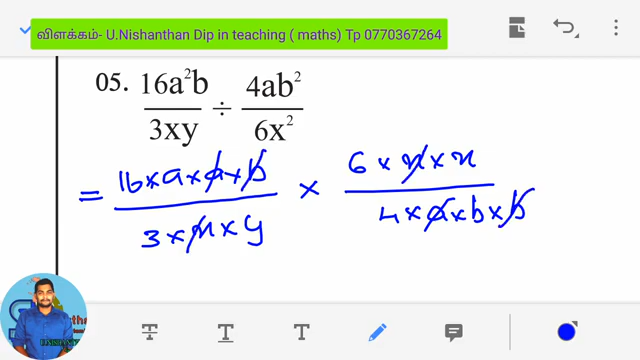 விளக்கம்- U.Nishanthan Dip in teaching ( maths) Tp 0770367264
05. 16a²b/3xy ÷ 4ab²/6x²
= 16×a×a×b/3×x×y × 6×x×x/4×a×b×b
T T T